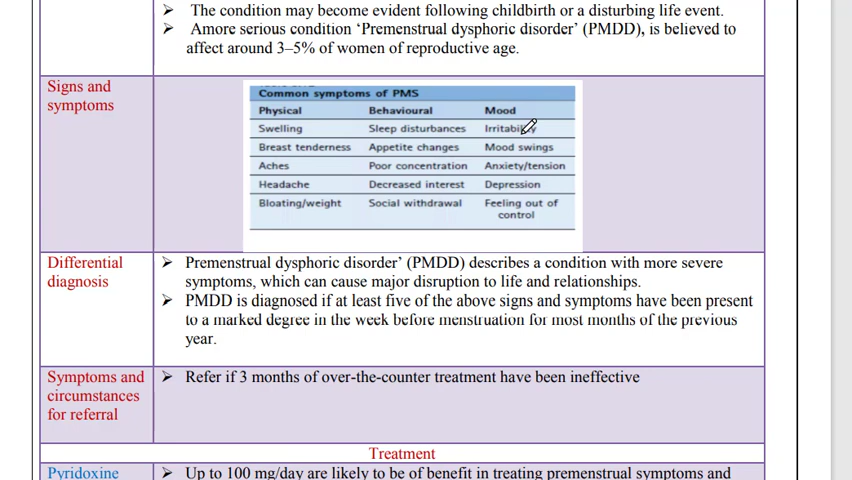 ➢ The condition may become evident following childbirth or a disturbing life event.
➢ Amore serious condition ‘Premenstrual dysphoric disorder’ (PMDD), is believed to
affect around 3–5% of women of reproductive age.
Signs and
symptoms
Common symptoms of PMS
Physical Behavioural Mood
Swelling Sleep disturbances Irritability
Breast tenderness Appetite changes Mood swings
Aches Poor concentration Anxiety/tension
Headache Decreased interest Depression
Bloating/weight Social withdrawal Feeling out of
control
Differential
diagnosis
➢ Premenstrual dysphoric disorder’ (PMDD) describes a condition with more severe
symptoms, which can cause major disruption to life and relationships.
➢ PMDD is diagnosed if at least five of the above signs and symptoms have been present
to a marked degree in the week before menstruation for most months of the previous
year.
Symptoms and
circumstances
for referral
➢ Refer if 3 months of over-the-counter treatment have been ineffective
Treatment
Pyridoxine
➢ Up to 100 mg/day are likely to be of benefit in treating premenstrual symptoms and